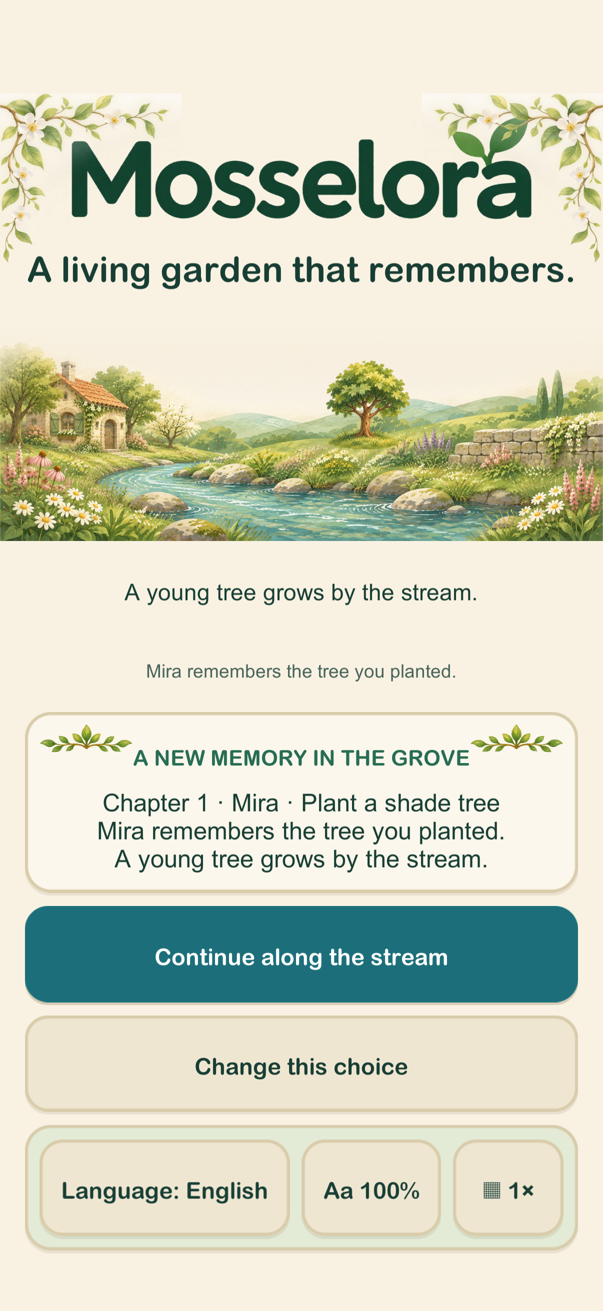 Mosselora
A living garden that remembers.
A young tree grows by the stream.
Mira remembers the tree you planted.
A NEW MEMORY IN THE GROVE
Chapter 1 · Mira · Plant a shade tree
Mira remembers the tree you planted.
A young tree grows by the stream.
Continue along the stream
Change this choice
Language: English
Aa 100%
▦ 1×